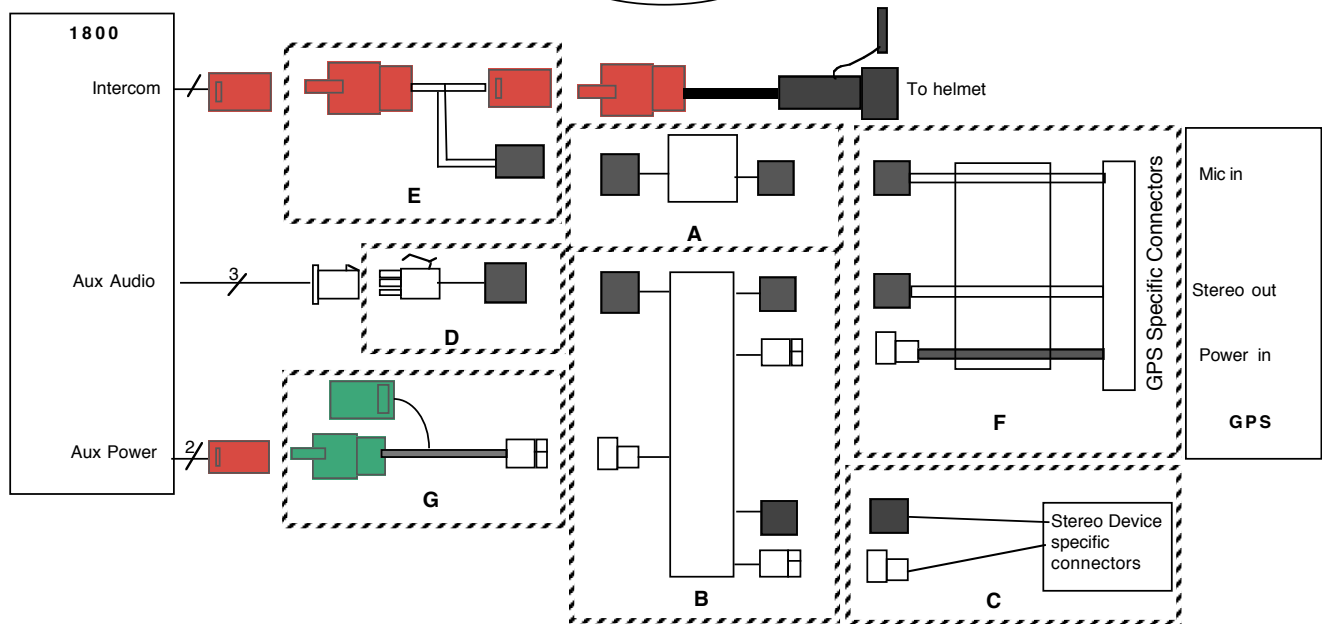 1800
Intercom
To helmet
E
A
Mic in
GPS Specific Connectors
Aux Audio
3
D
Stereo out
Power in
F
GPS
Aux Power
2
G
B
Stereo Device
specific
connectors
C